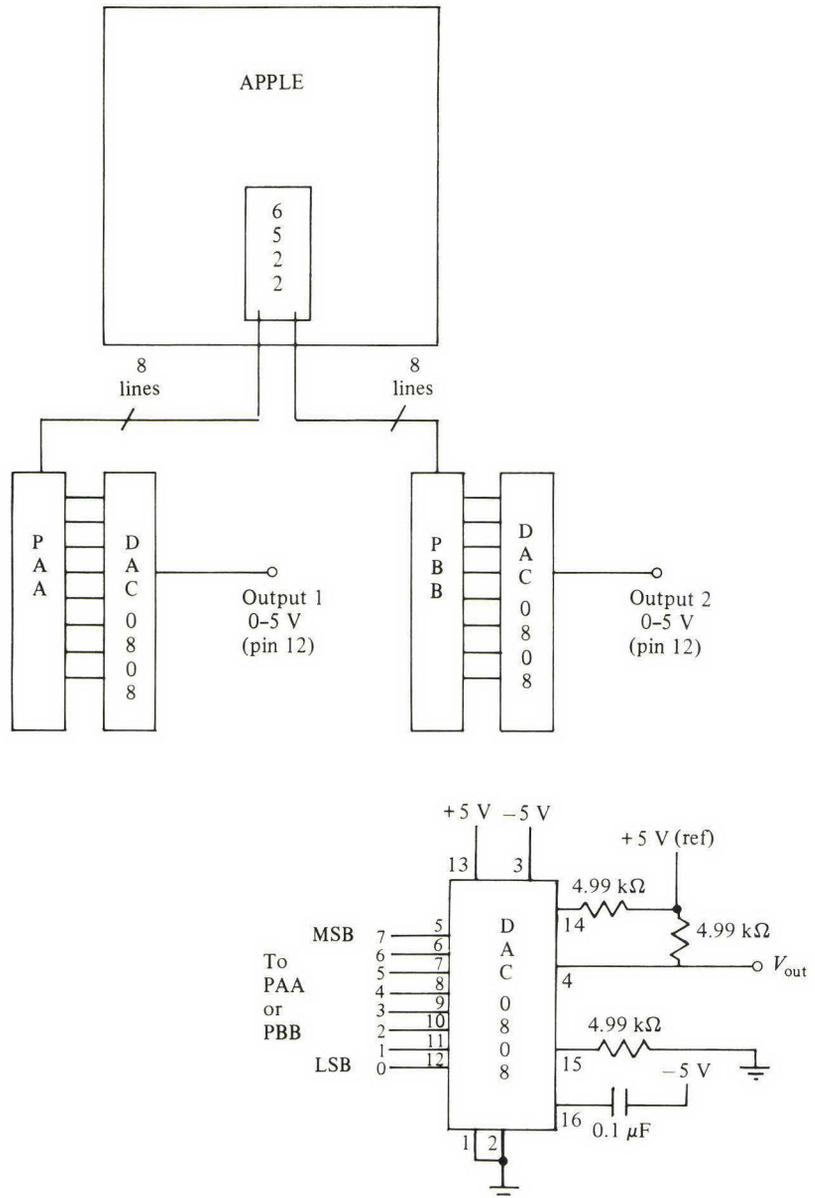 APPLE
6
5
2
2
8
lines
8
lines
P
A
A
D
A
C
0
8
0
8
Output 1
0–5 V
(pin 12)
P
B
B
D
A
C
0
8
0
8
Output 2
0–5 V
(pin 12)
+5 V –5 V
+5 V (ref)
13 3
4.99 kΩ
14
4.99 kΩ
MSB 7 5
6 6
5 7
4 8
3 9
2 10
1 11
LSB 0 12
To
PAA
or
PBB
D
A
C
0
8
0
8
4
Vout
4.99 kΩ
15
–5 V
16
0.1 μF
1 2